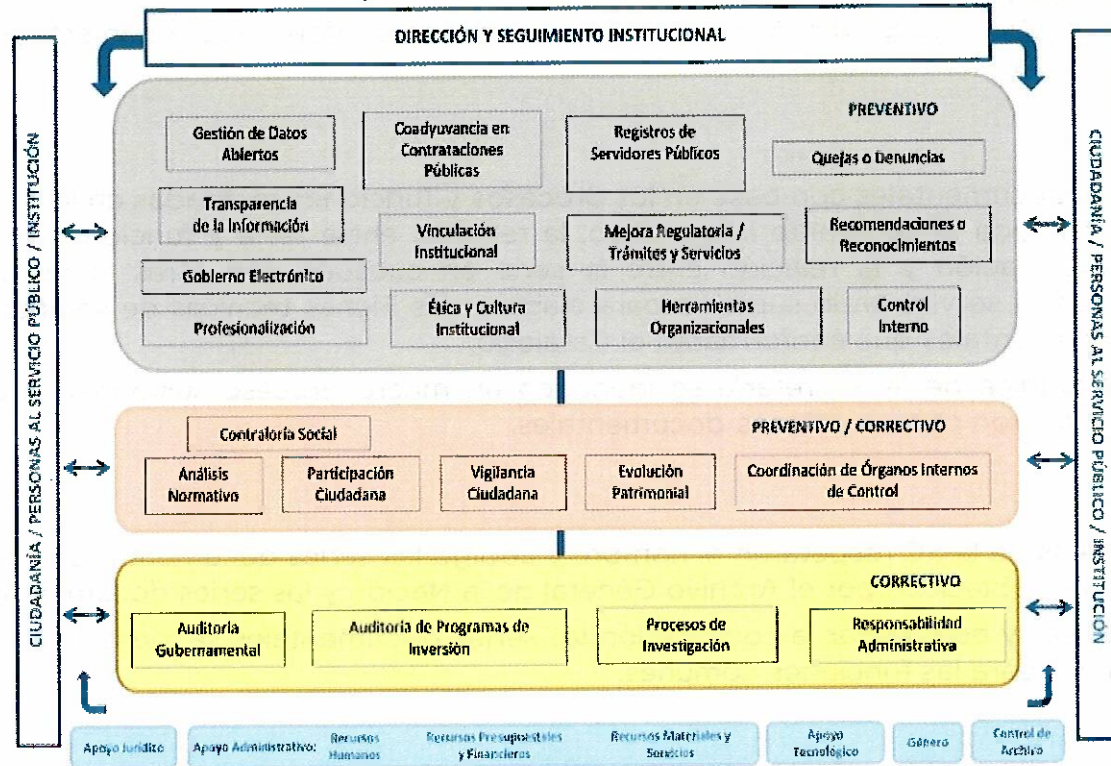 DIRECCIÓN Y SEGUIMIENTO INSTITUCIONAL
CIUDADANÍA / PERSONAS AL SERVICIO PÚBLICO / INSTITUCIÓN
PREVENTIVO
Gestión de Datos
Abiertos
Coadyuvancia en
Contrataciones
Públicas
Registros de
Servidores Públicos
Quejas o Denuncias
Transparencia
de la Información
Vinculación
Institucional
Mejora Regulatoria /
Trámites y Servicios
Recomendaciones o
Reconocimientos
Gobierno Electrónico
Profesionalización
Ética y Cultura
Institucional
Herramientas
Organizacionales
Control
Interno
PREVENTIVO / CORRECTIVO
Contraloría Social
Análisis
Normativo
Participación
Ciudadana
Vigilancia
Ciudadana
Evolución
Patrimonial
Coordinación de Órganos Internos
de Control
CORRECTIVO
Auditoría
Gubernamental
Auditoría de Programas de
Inversión
Procesos de
Investigación
Responsabilidad
Administrativa
CIUDADANÍA / PERSONAS AL SERVICIO PÚBLICO / INSTITUCIÓN
Apoyo Jurídico
Apoyo Administrativo:
Recursos
Humanos
Recursos Presupuestales
y Financieros
Recursos Materiales y
Servicios
Apoyo
Tecnológico
Género
Control de
Archivo